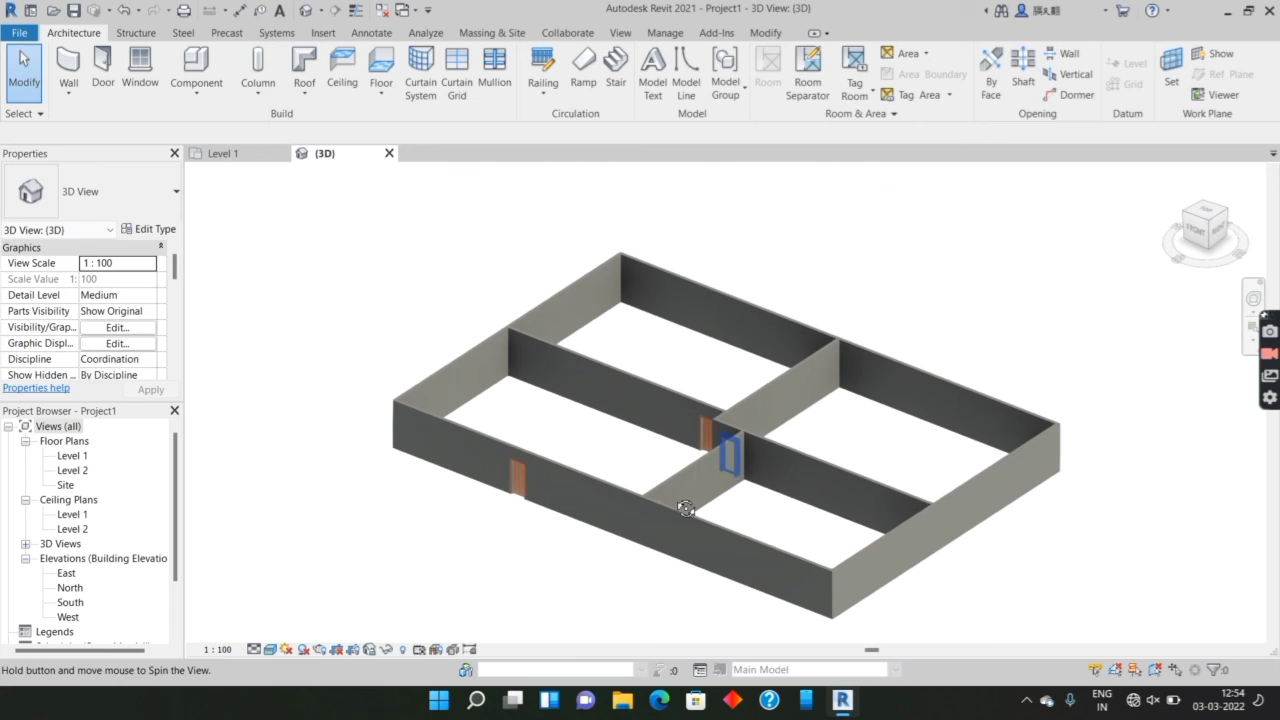 Autodesk Revit 2021 - Project1 - 3D View: {3D}
File Architecture Structure Steel Precast Systems Insert Annotate Analyze Massing & Site Collaborate View Manage Add-Ins Modify
Modify Wall Door Window Component Column Roof Ceiling Floor Curtain System Curtain Grid Mullion Railing Ramp Stair Model Text Model Line Model Group Room Room Separator Tag Room
Area Area Boundary Tag Area
By Face Shaft Wall Vertical Dormer
Level Grid
Set Show Ref Plane Viewer
Select Build Circulation Model Room & Area Opening Datum Work Plane
Properties
Level 1 {3D}
3D View
3D View: {3D} Edit Type
Graphics
View Scale 1 : 100
Scale Value 1: 100
Detail Level Medium
Parts Visibility Show Original
Visibility/Grap... Edit...
Graphic Displ... Edit...
Discipline Coordination
Show Hidden ... By Discipline
Properties help Apply
Project Browser - Project1
Views (all)
Floor Plans
Level 1
Level 2
Site
Ceiling Plans
Level 1
Level 2
3D Views
Elevations (Building Elevatio
East
North
South
West
Legends
TOP
FRONT
1 : 100
Hold button and move mouse to Spin the View.
:0 Main Model :0
ENG
IN
12:54
03-03-2022